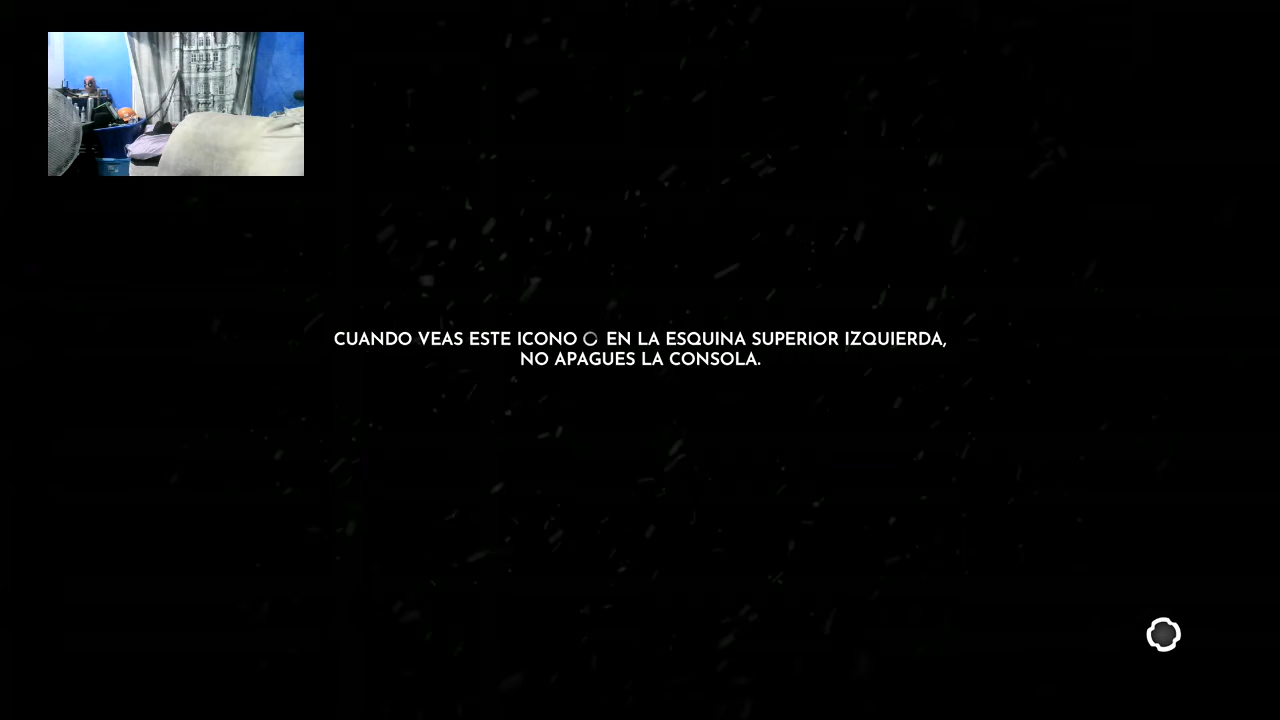 CUANDO VEAS ESTE ICONO EN LA ESQUINA SUPERIOR IZQUIERDA,
NO APAGUES LA CONSOLA.